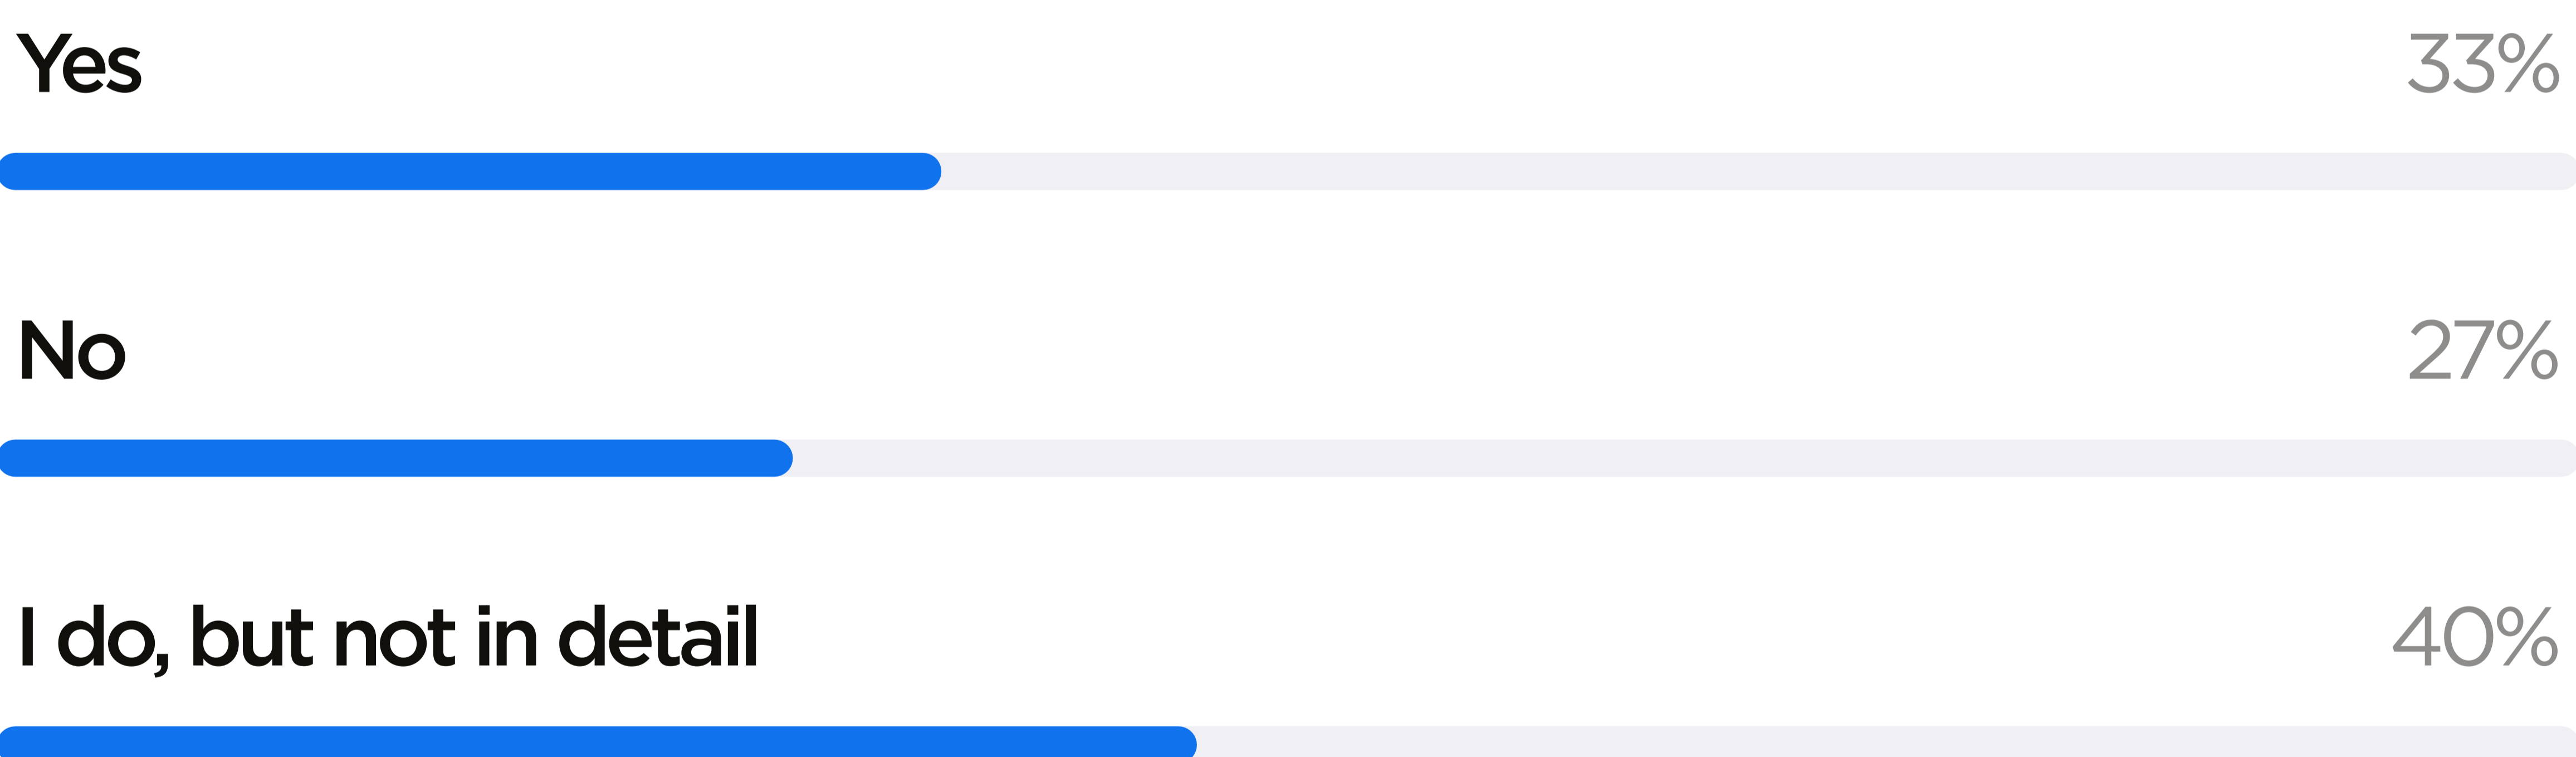 Yes 33%
No 27%
I do, but not in detail 40%